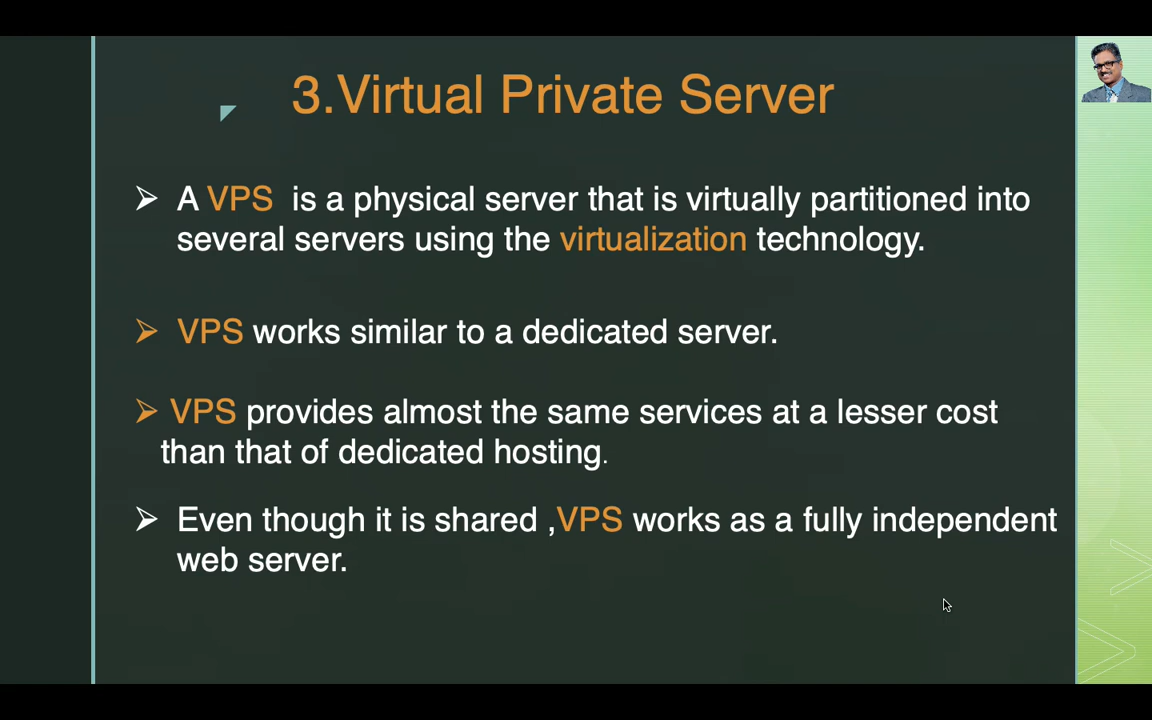 3.Virtual Private Server
A VPS is a physical server that is virtually partitioned into
several servers using the virtualization technology.
VPS works similar to a dedicated server.
VPS provides almost the same services at a lesser cost
than that of dedicated hosting.
Even though it is shared ,VPS works as a fully independent
web server.